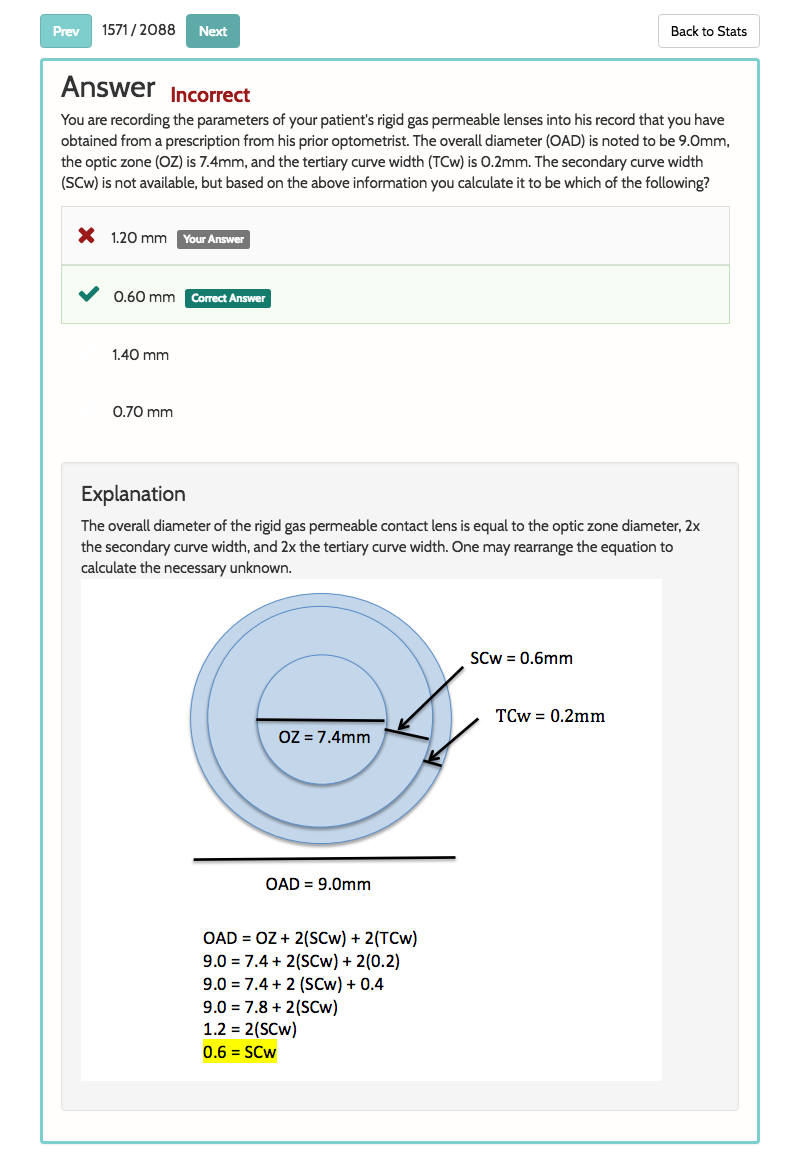 Prev 1571 / 2088 Next Back to Stats
Answer Incorrect
You are recording the parameters of your patient's rigid gas permeable lenses into his record that you have
obtained from a prescription from his prior optometrist. The overall diameter (OAD) is noted to be 9.0mm,
the optic zone (OZ) is 7.4mm, and the tertiary curve width (TCw) is 0.2mm. The secondary curve width
(SCw) is not available, but based on the above information you calculate it to be which of the following?
1.20 mm Your Answer
0.60 mm Correct Answer
1.40 mm
0.70 mm
Explanation
The overall diameter of the rigid gas permeable contact lens is equal to the optic zone diameter, 2x
the secondary curve width, and 2x the tertiary curve width. One may rearrange the equation to
calculate the necessary unknown.
SCw = 0.6mm
TCw = 0.2mm
OZ = 7.4mm
OAD = 9.0mm
OAD = OZ + 2(SCw) + 2(TCw)
9.0 = 7.4 + 2(SCw) + 2(0.2)
9.0 = 7.4 + 2 (SCw) + 0.4
9.0 = 7.8 + 2(SCw)
1.2 = 2(SCw)
0.6 = SCw